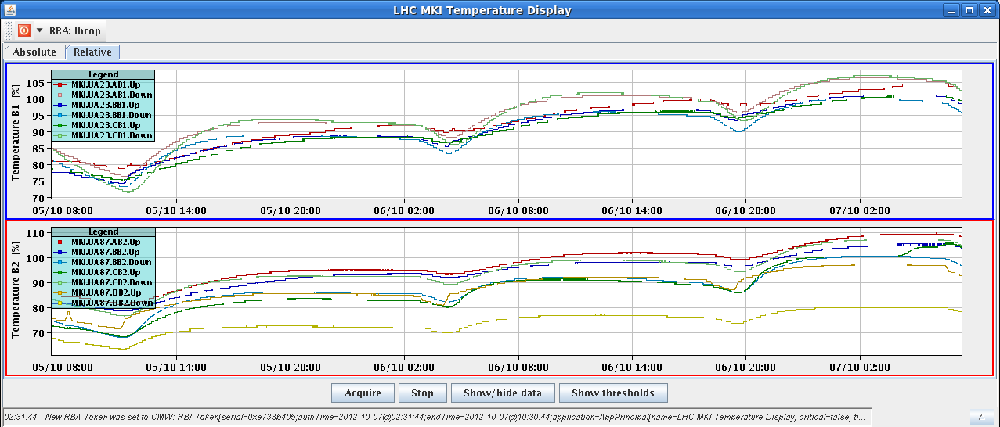 LHC MKI Temperature Display
RBA: lhcop
Absolute Relative
Temperature B1 [%]
105
100
95
90
85
80
75
70
Legend
MKI.UA23.AB1.Up
MKI.UA23.AB1.Down
MKI.UA23.BB1.Up
MKI.UA23.BB1.Down
MKI.UA23.CB1.Up
MKI.UA23.CB1.Down
05/10 08:00 05/10 14:00 05/10 20:00 06/10 02:00 06/10 08:00 06/10 14:00 06/10 20:00 07/10 02:00
Temperature B2 [%]
110
100
90
80
70
Legend
MKI.UA87.AB2.Up
MKI.UA87.BB2.Up
MKI.UA87.BB2.Down
MKI.UA87.CB2.Up
MKI.UA87.CB2.Down
MKI.UA87.DB2.Up
MKI.UA87.DB2.Down
05/10 08:00 05/10 14:00 05/10 20:00 06/10 02:00 06/10 08:00 06/10 14:00 06/10 20:00 07/10 02:00
Acquire Stop Show/hide data Show thresholds
02:31:44 - New RBA Token was set to CMW: RBAToken[serial=0xe738b405;authTime=2012-10-07@02:31:44;endTime=2012-10-07@10:30:44;application=AppPrincipal[name=LHC MKI Temperature Display, critical=false, ti...